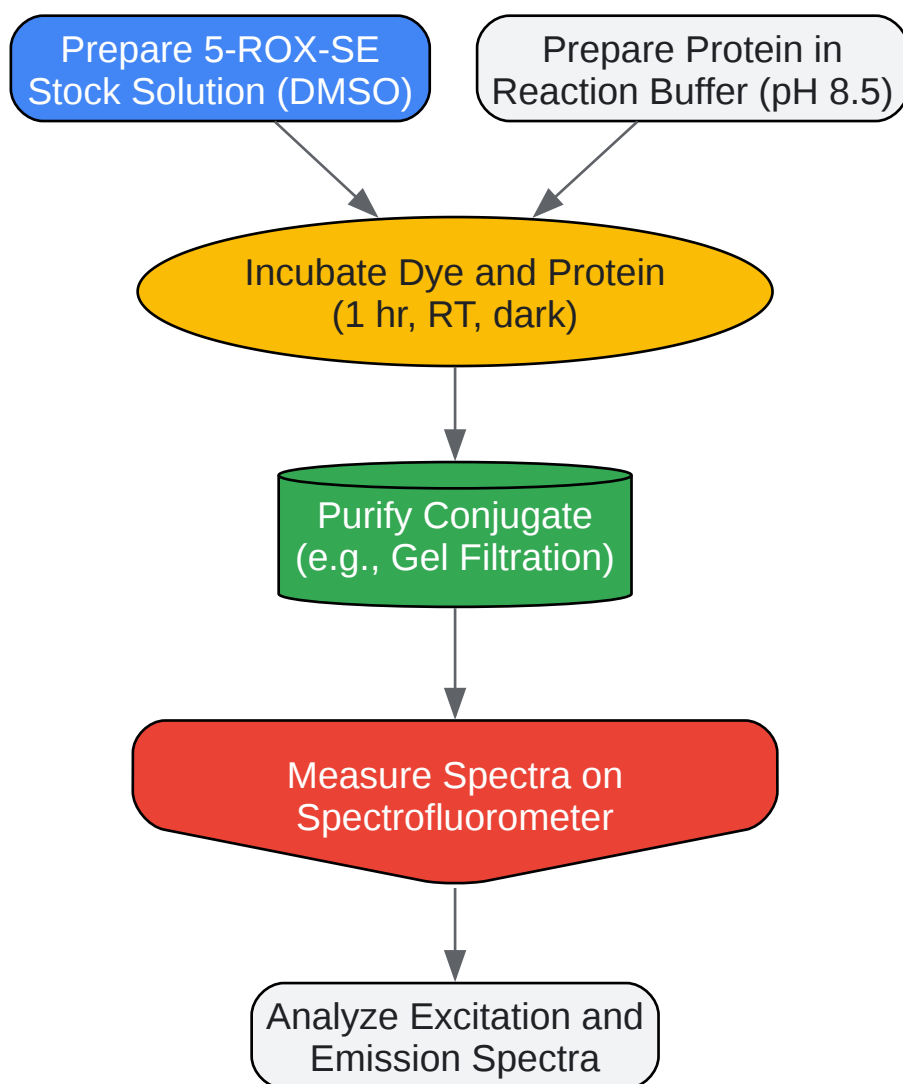 Prepare 5-ROX-SE
Stock Solution (DMSO)
Prepare Protein in
Reaction Buffer (pH 8.5)
Incubate Dye and Protein
(1 hr, RT, dark)
Purify Conjugate
(e.g., Gel Filtration)
Measure Spectra on
Spectrofluorometer
Analyze Excitation and
Emission Spectra